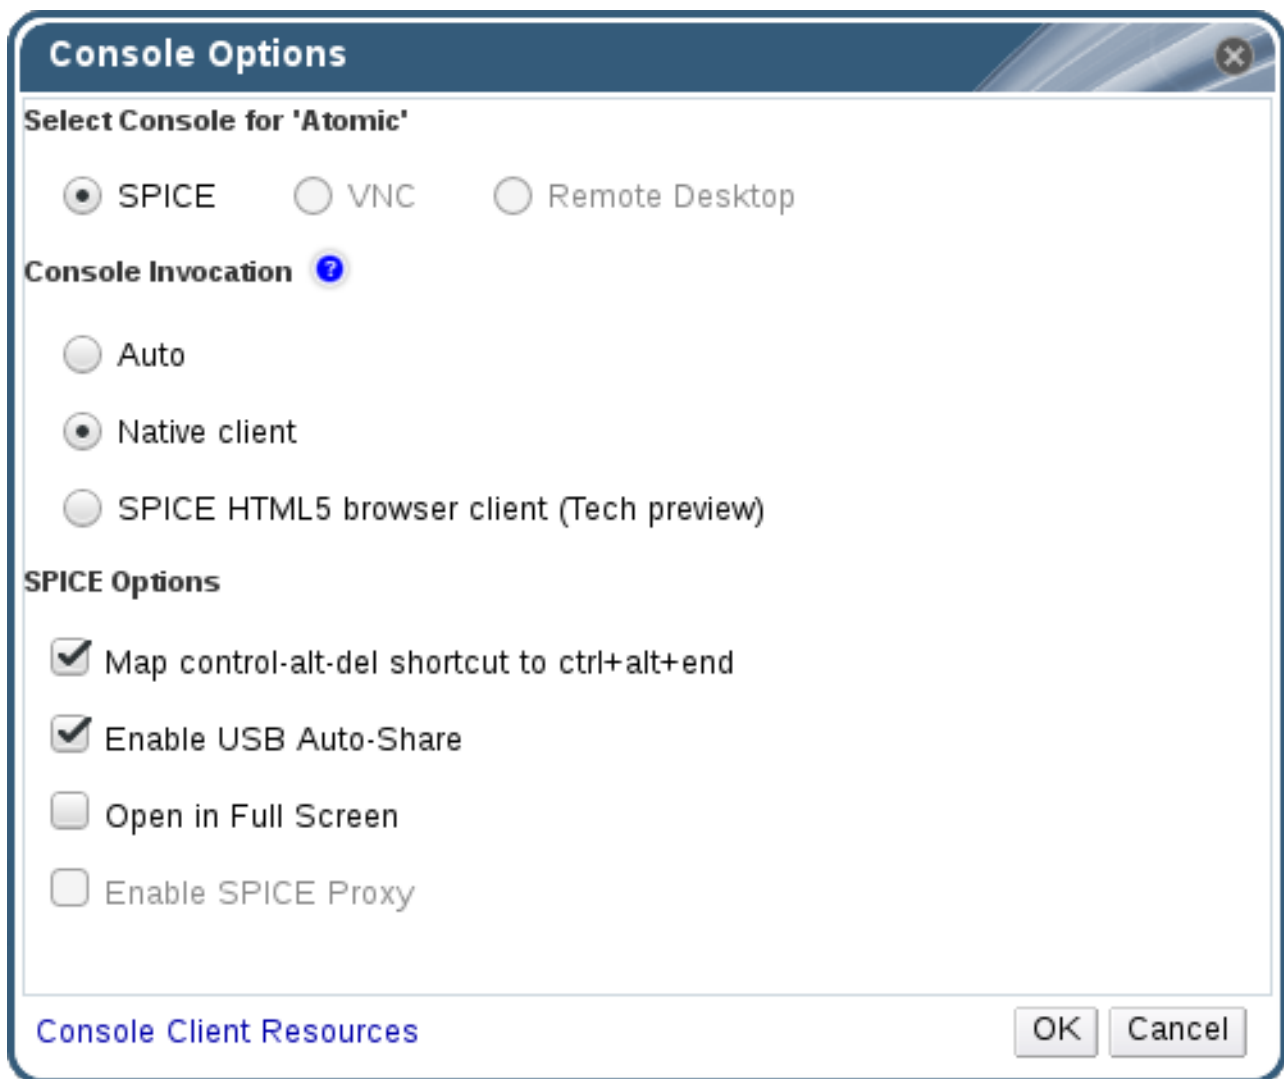 Console Options
Select Console for 'Atomic'
SPICE VNC Remote Desktop
Console Invocation ?
Auto
Native client
SPICE HTML5 browser client (Tech preview)
SPICE Options
Map control-alt-del shortcut to ctrl+alt+end
Enable USB Auto-Share
Open in Full Screen
Enable SPICE Proxy
Console Client Resources OK Cancel